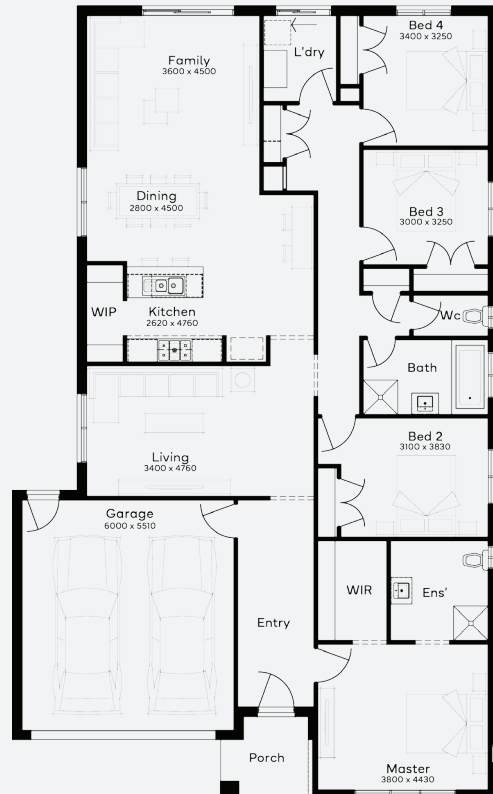 Bed 4
3400 x 3250
L'dry
Family
3600 x 4500
Dining
2800 x 4500
Bed 3
3000 x 3250
WIP
Kitchen
2620 x 4760
Wc
Bath
Bed 2
3100 x 3830
Living
3400 x 4760
Garage
6000 x 5510
WIR
Ens'
Entry
Porch
Master
3800 x 4430